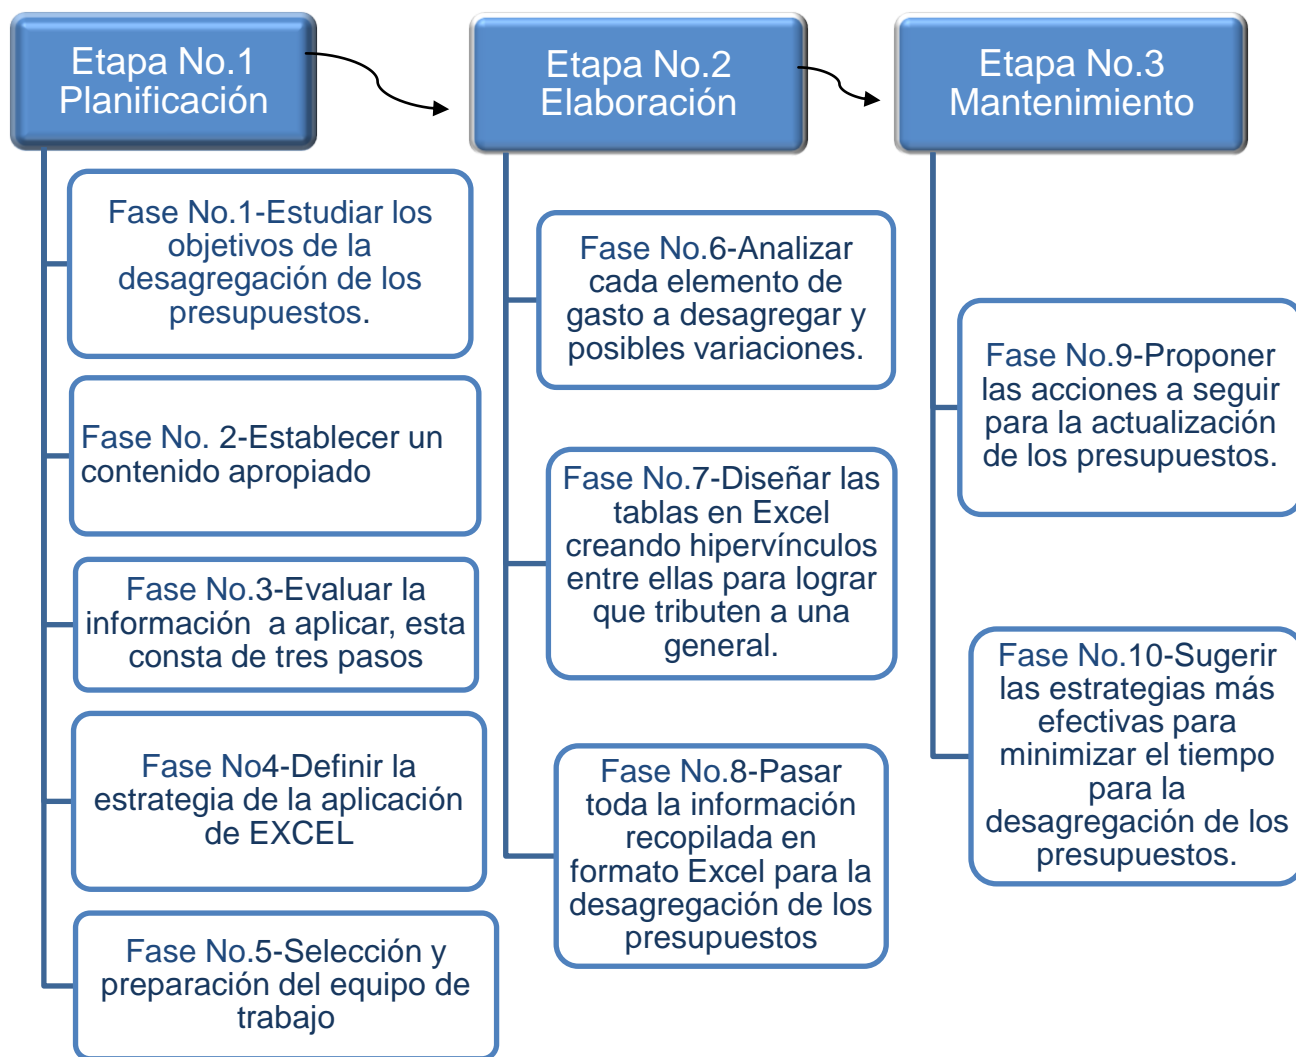 Etapa No.1
Planificación
Fase No.1-Estudiar los
objetivos de la
desagregación de los
presupuestos.
Fase No. 2-Establecer un
contenido apropiado
Fase No.3-Evaluar la
información  a aplicar, esta
consta de tres pasos
Fase No4-Definir la
estrategia de la aplicación
de EXCEL
Fase No.5-Selección y
preparación del equipo de
trabajo
Etapa No.2
Elaboración
Fase No.6-Analizar
cada elemento de
gasto a desagregar y
posibles variaciones.
Fase No.7-Diseñar las
tablas en Excel
creando hipervínculos
entre ellas para lograr
que tributen a una
general.
Fase No.8-Pasar
toda la información
recopilada en
formato Excel para la
desagregación de los
presupuestos
Etapa No.3
Mantenimiento
Fase No.9-Proponer
las acciones a seguir
para la actualización
de los presupuestos.
Fase No.10-Sugerir
las estrategias más
efectivas para
minimizar el tiempo
para la
desagregación de los
presupuestos.